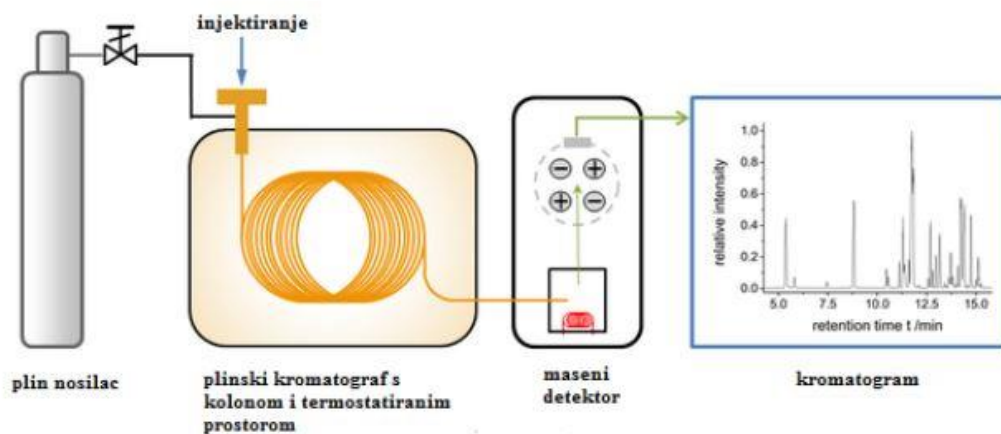 injektiranje
plin nosilac
plinski kromatograf s
kolonom i termostatiranim
prostorom
maseni
detektor
kromatogram
relative intensity
1.0
0.8
0.6
0.4
0.2
0.0
5.0 7.5 10.0 12.5 15.0
retention time t /min
− +
+ −